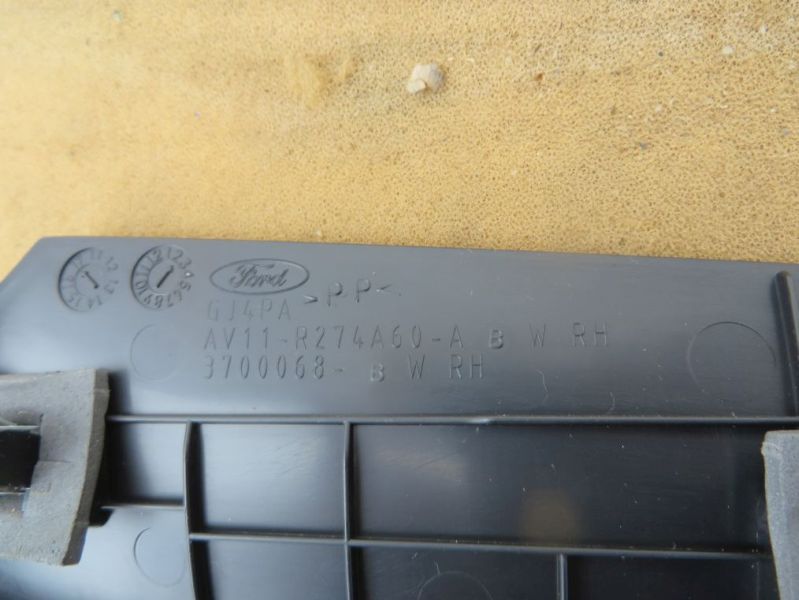 Ford
GJ4PA >PP<
AV11-R274A60-A B W RH
3700068- B W RH